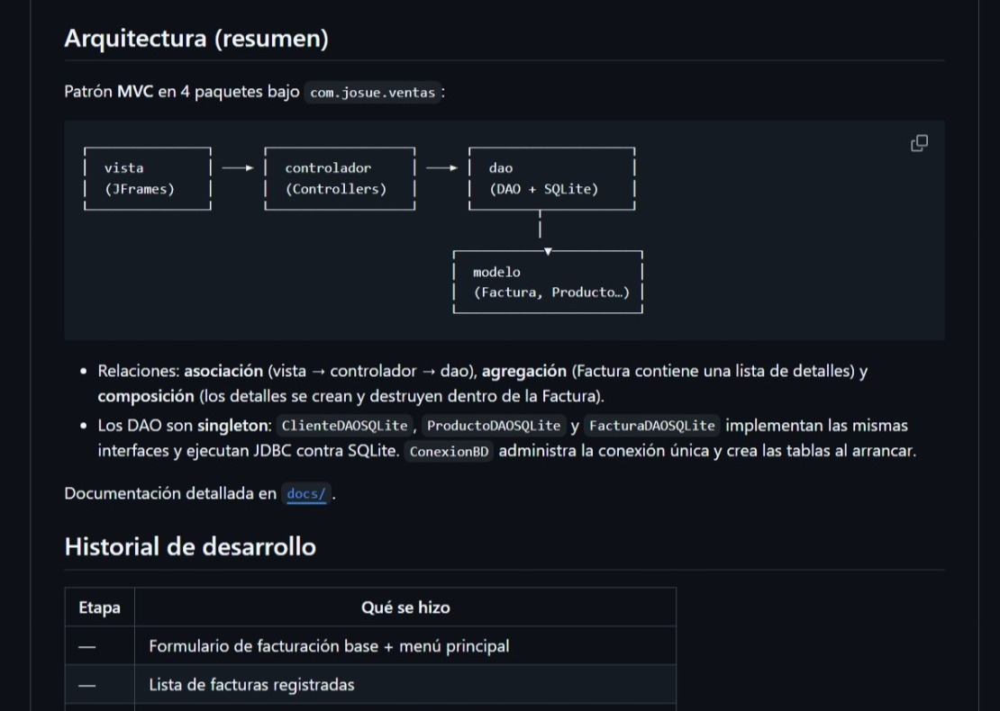 Arquitectura (resumen)
Patrón MVC en 4 paquetes bajo com.josue.ventas :
vista controlador dao
(JFrames) (Controllers) (DAO + SQLite)
modelo
(Factura, Producto…)
• Relaciones: asociación (vista → controlador → dao), agregación (Factura contiene una lista de detalles) y
composición (los detalles se crean y destruyen dentro de la Factura).
• Los DAO son singleton: ClienteDAOSQLite , ProductoDAOSQLite y FacturaDAOSQLite implementan las mismas
interfaces y ejecutan JDBC contra SQLite. ConexionBD administra la conexión única y crea las tablas al arrancar.
Documentación detallada en docs/ .
Historial de desarrollo
Etapa Qué se hizo
— Formulario de facturación base + menú principal
— Lista de facturas registradas